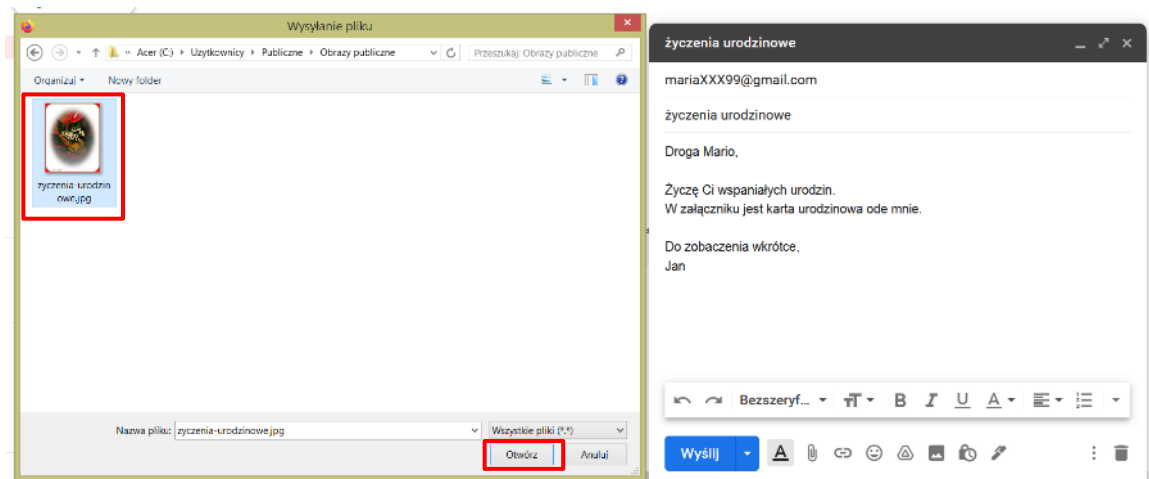 Wysyłanie pliku
« Acer (C:) › Użytkownicy › Publiczne › Obrazy publiczne
Przeszukaj: Obrazy publiczne
Organizuj
Nowy folder
zyczenia-urodzin
owe.jpg
Nazwa pliku: zyczenia-urodzinowe.jpg
Wszystkie pliki (*.*)
Otwórz
Anuluj
życzenia urodzinowe
mariaXXX99@gmail.com
życzenia urodzinowe
Droga Mario,
Życzę Ci wspaniałych urodzin.
W załączniku jest karta urodzinowa ode mnie.
Do zobaczenia wkrótce,
Jan
Bezszeryf...
B I U A
Wyślij
A